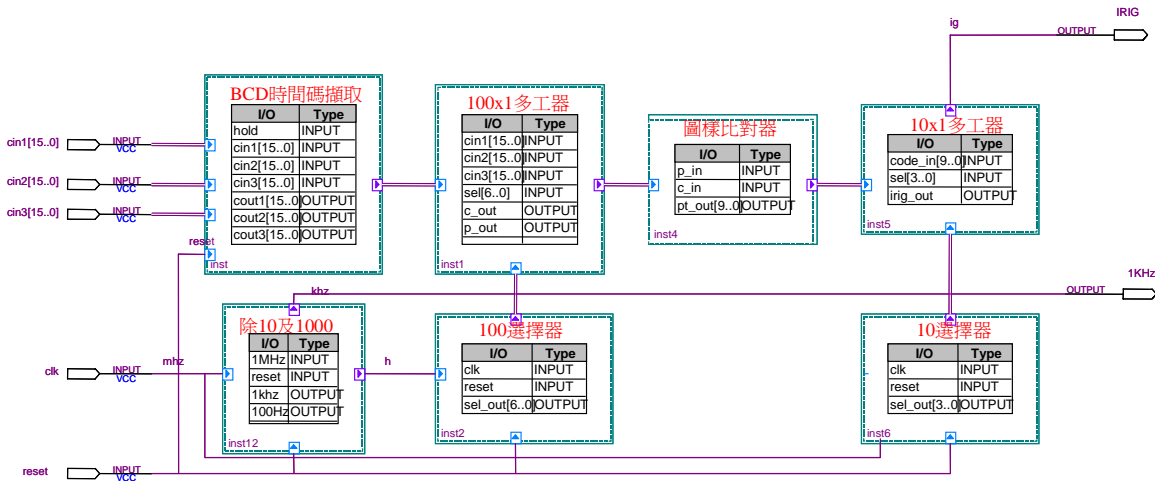 IRIG
OUTPUT
ig
BCD時間碼擷取
I/O Type
hold INPUT
cin1[15..0] INPUT
cin2[15..0] INPUT
cin3[15..0] INPUT
cout1[15..0] OUTPUT
cout2[15..0] OUTPUT
cout3[15..0] OUTPUT
reset
inst
cin1[15..0] INPUT
VCC
cin2[15..0] INPUT
VCC
cin3[15..0] INPUT
VCC
100x1多工器
I/O Type
cin1[15..0] INPUT
cin2[15..0] INPUT
cin3[15..0] INPUT
sel[6..0] INPUT
c_out OUTPUT
p_out OUTPUT
inst1
圖樣比對器
I/O Type
p_in INPUT
c_in INPUT
pt_out[9..0] OUTPUT
inst4
10x1多工器
I/O Type
code_in[9..0] INPUT
sel[3..0] INPUT
irig_out OUTPUT
inst5
1KHz
OUTPUT
khz
除10及1000
I/O Type
1MHz INPUT
reset INPUT
1khz OUTPUT
100Hz OUTPUT
inst12
clk INPUT
VCC
mhz
h
100選擇器
I/O Type
clk INPUT
reset INPUT
sel_out[6..0] OUTPUT
inst2
10選擇器
I/O Type
clk INPUT
reset INPUT
sel_out[3..0] OUTPUT
inst6
reset INPUT
VCC